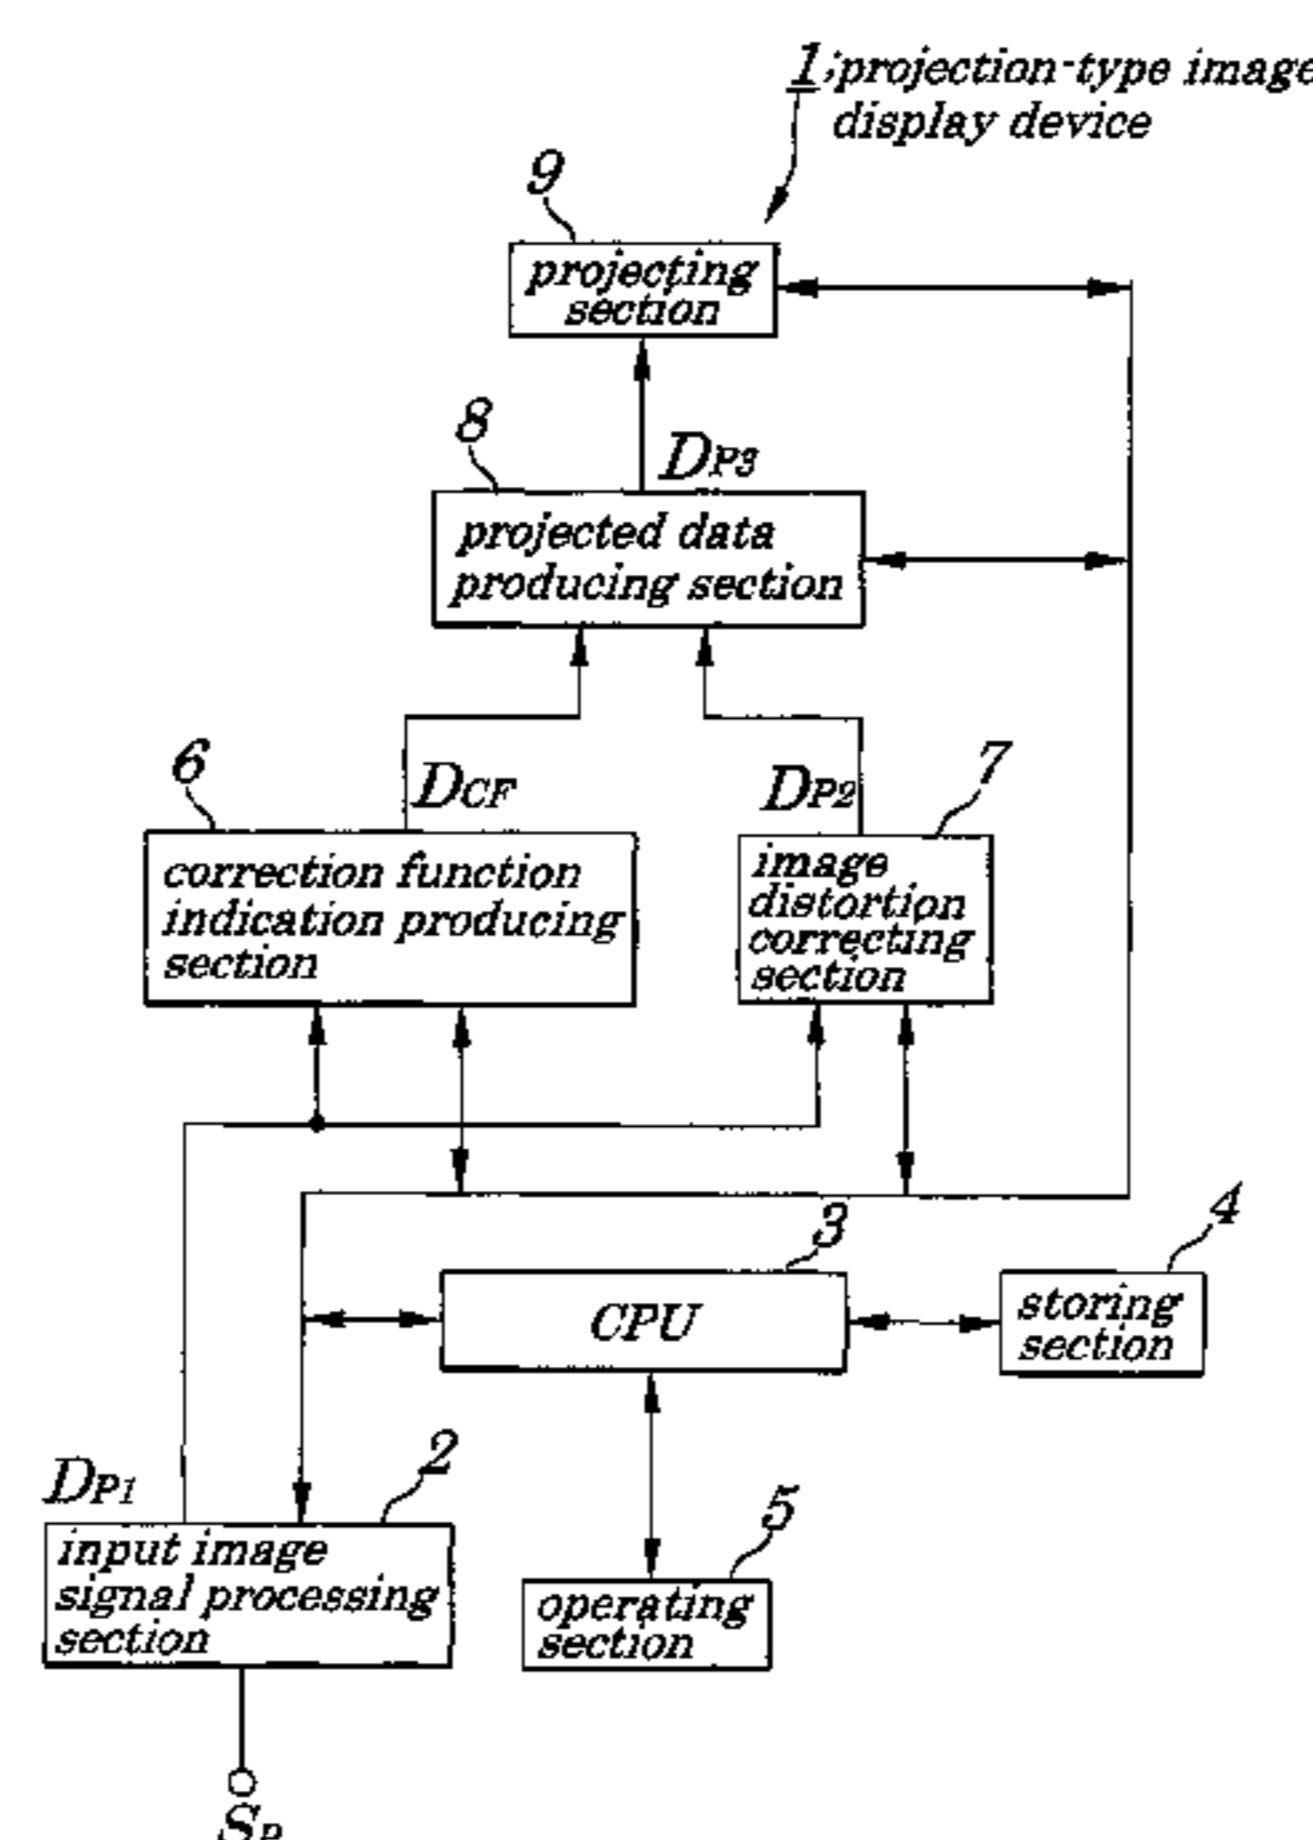 1; projection-type image
display device
9
projecting
section
8
DP3
projected data
producing section
6
DCF
DP2
7
correction function
indication producing
section
image
distortion
correcting
section
3
4
CPU
storing
section
DP1
2
5
input image
signal processing
section
operating
section
SP